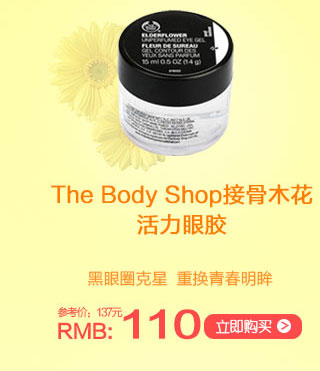 THE BODY SHOP
ELDERFLOWER
UNPERFUMED EYE GEL
FLEUR DE SUREAU
GEL CONTOUR DES
YEUX SANS PARFUM
15 ml 0.5 OZ (14 g)
The Body Shop接骨木花
活力眼胶
黑眼圈克星 重换青春明眸
参考价: 137元
RMB: 110 立即购买